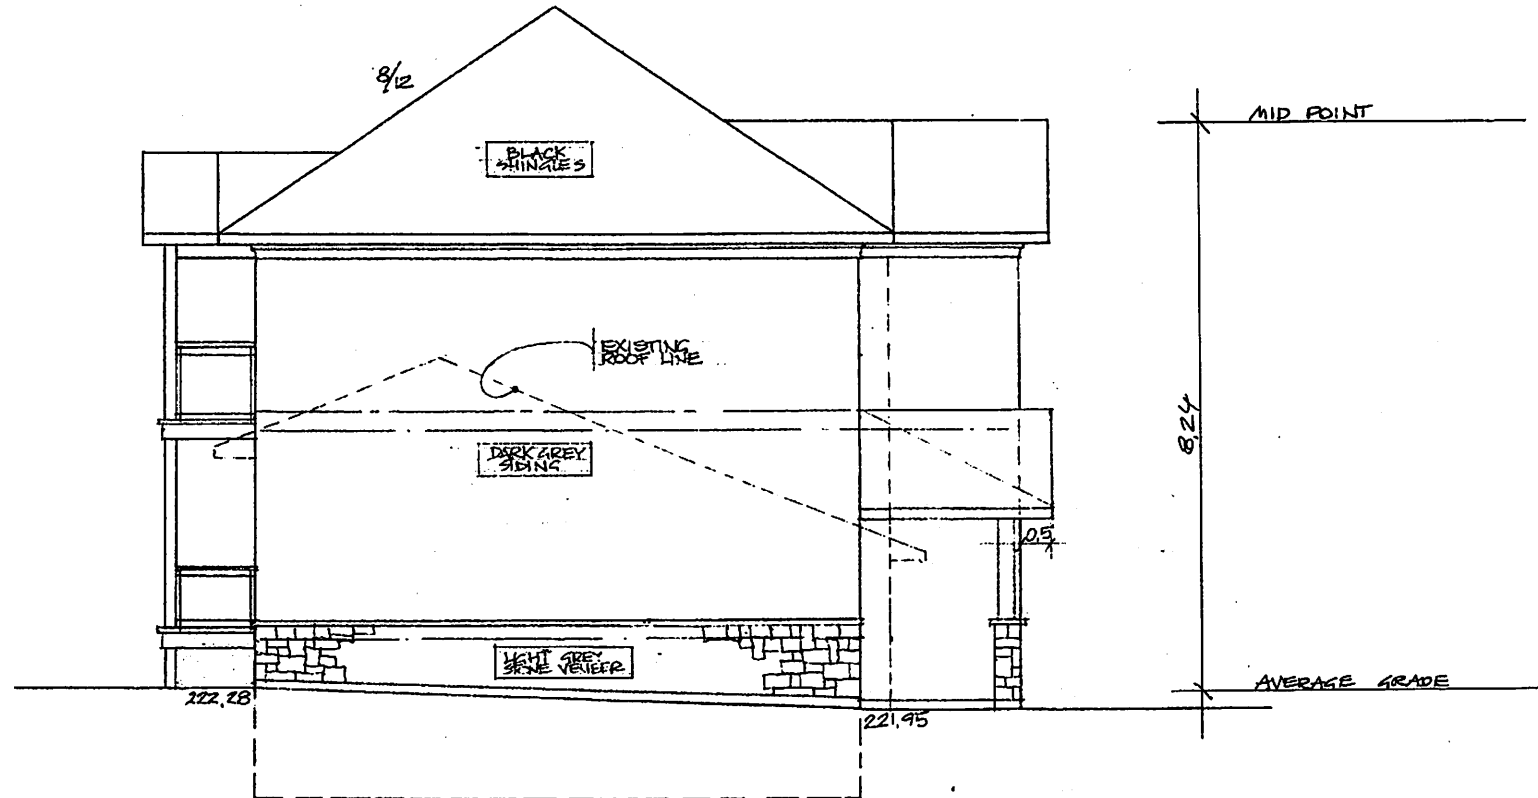 8/12
MID POINT
BLACK
SHINGLES
EXISTING
ROOF LINE
8,24
DARK GREY
SIDING
0,5
LIGHT GREY
STONE VENEER
AVERAGE GRADE
222,28
221,95